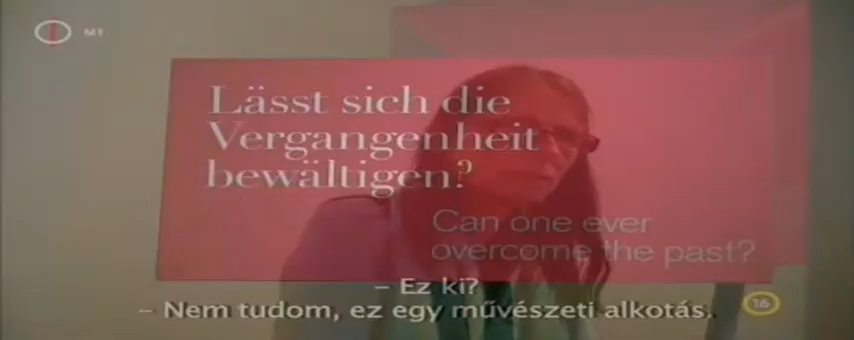 M1
Lässt sich die
Vergangenheit
bewältigen?
Can one ever
overcome the past?
– Ez ki?
– Nem tudom, ez egy művészeti alkotás.
16